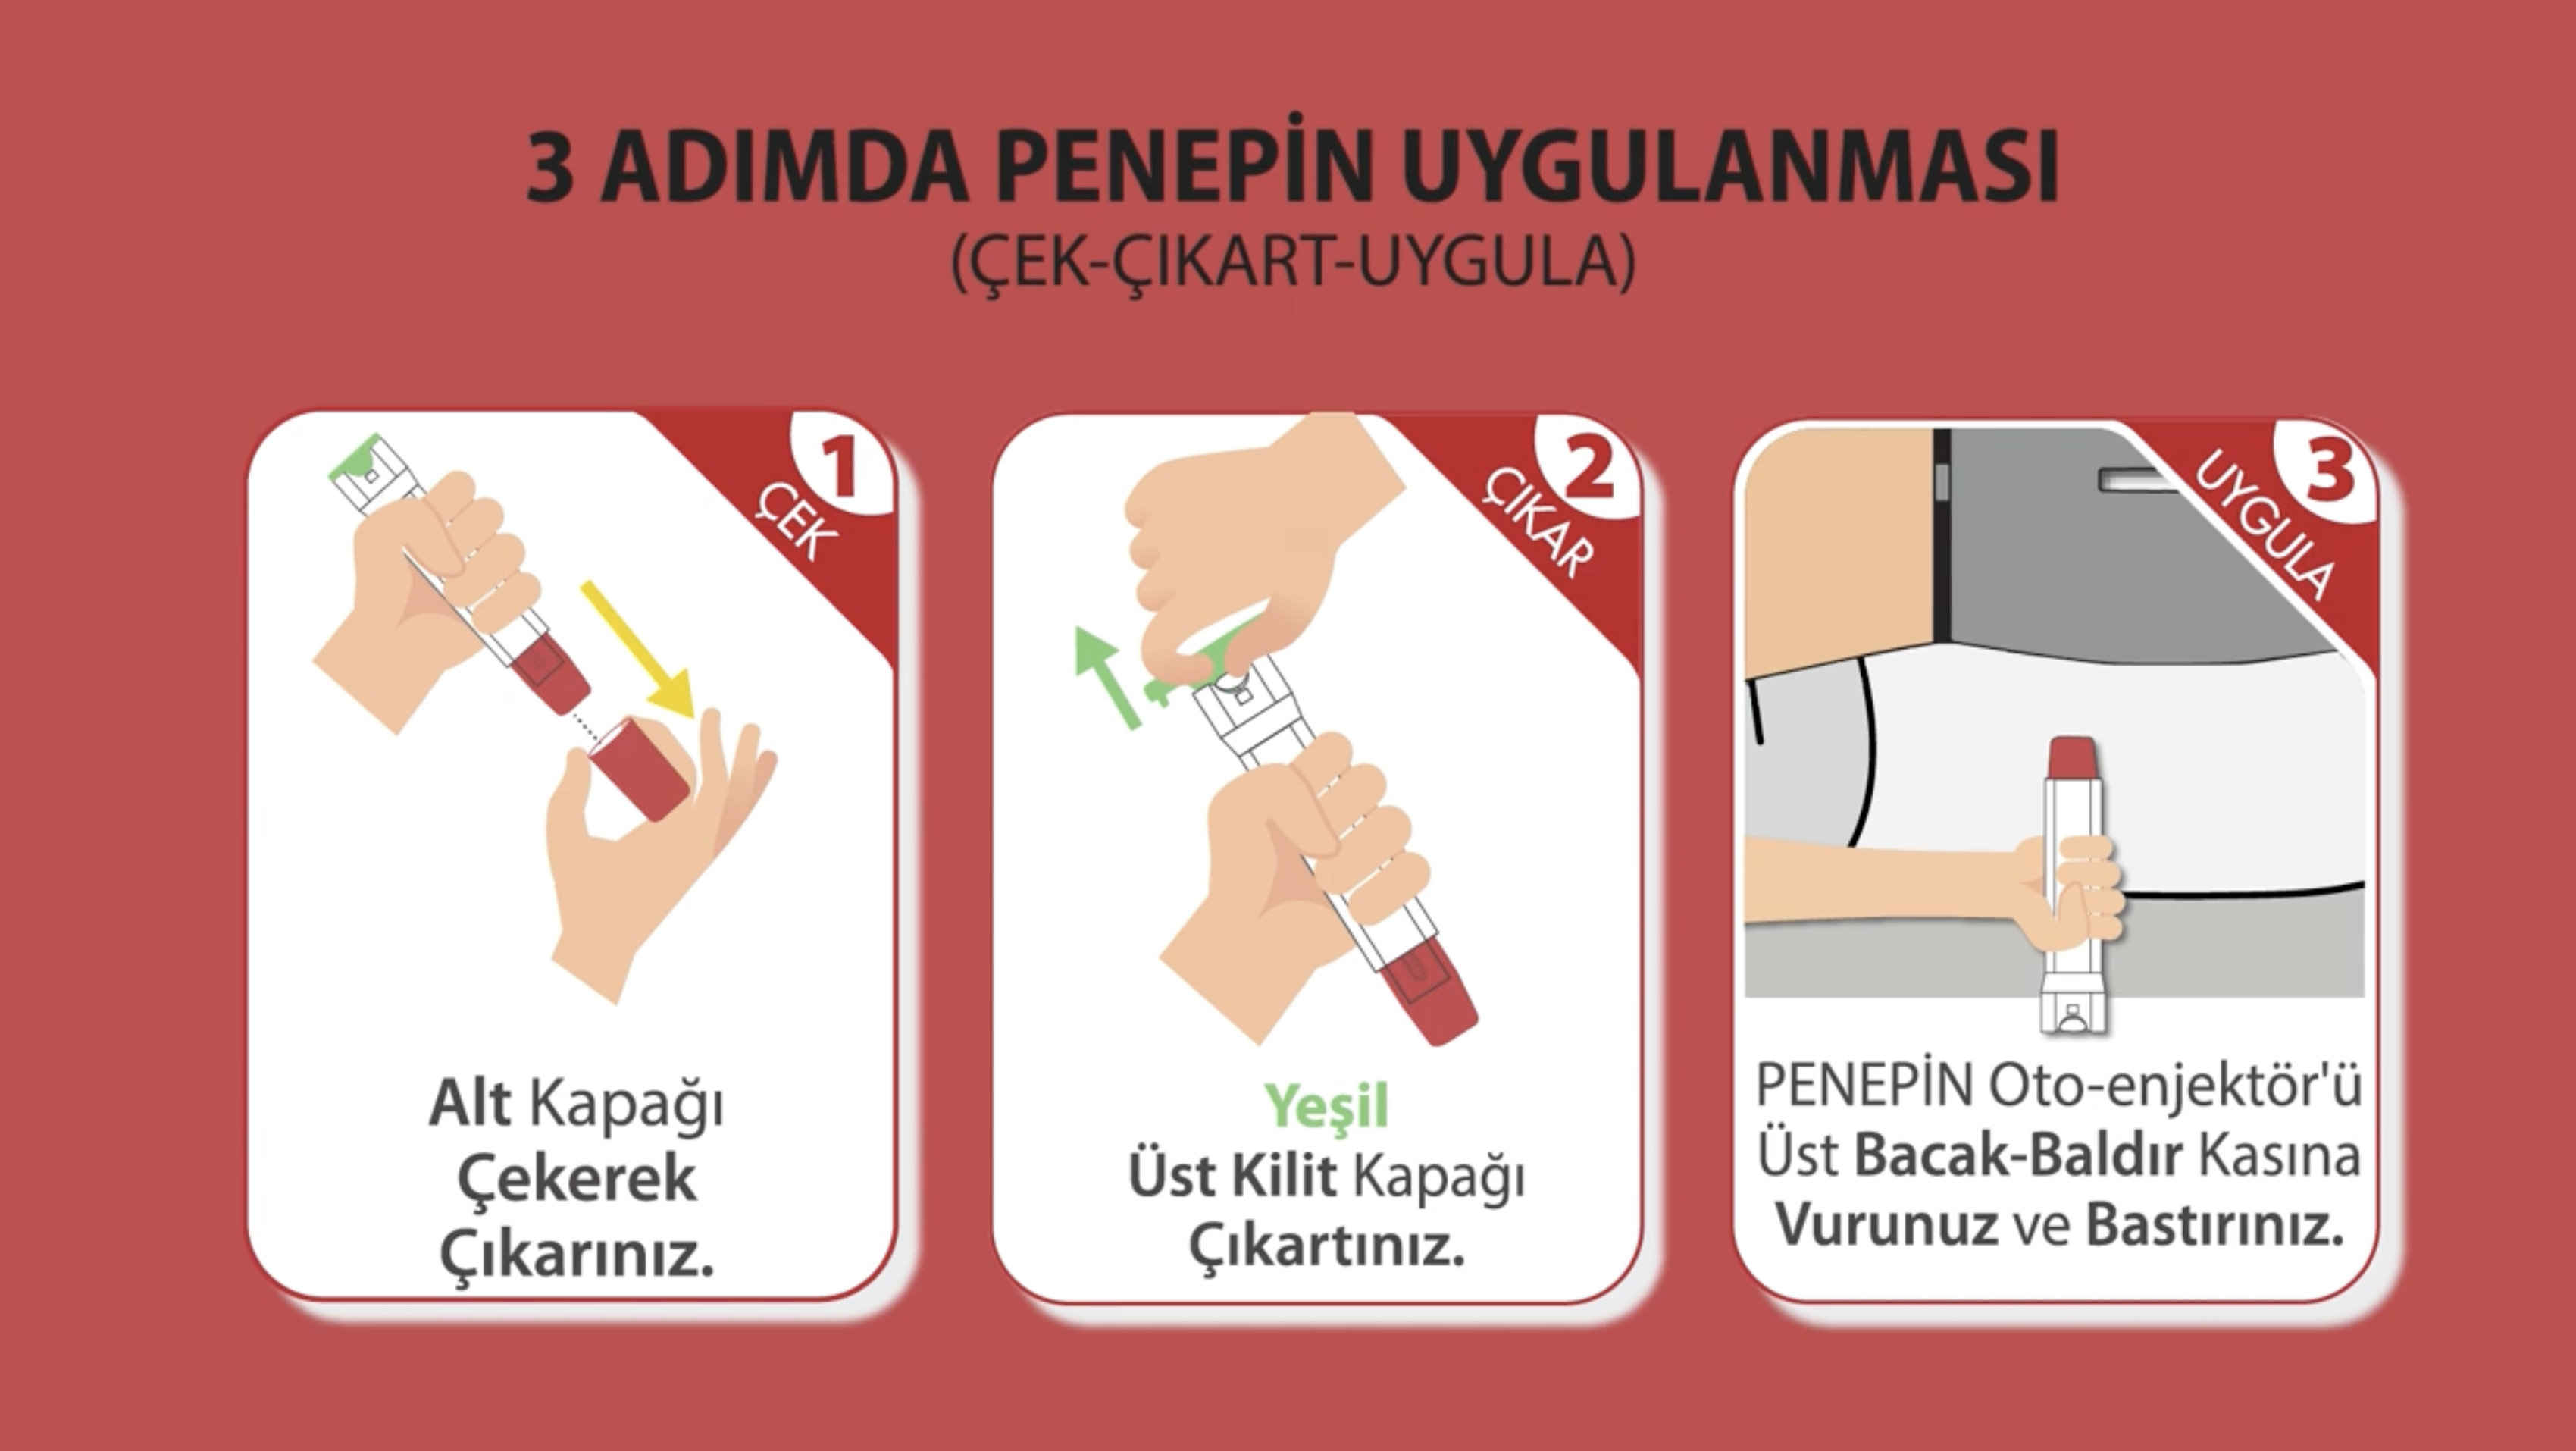 3 ADIMDA PENEPİN UYGULANMASI
(ÇEK-ÇIKART-UYGULA)
1
ÇEK
Alt Kapağı
Çekerek
Çıkarınız.
2
ÇIKAR
Yeşil
Üst Kilit Kapağı
Çıkartınız.
3
UYGULA
PENEPİN Oto-enjektör'ü
Üst Bacak-Baldır Kasına
Vurunuz ve Bastırınız.